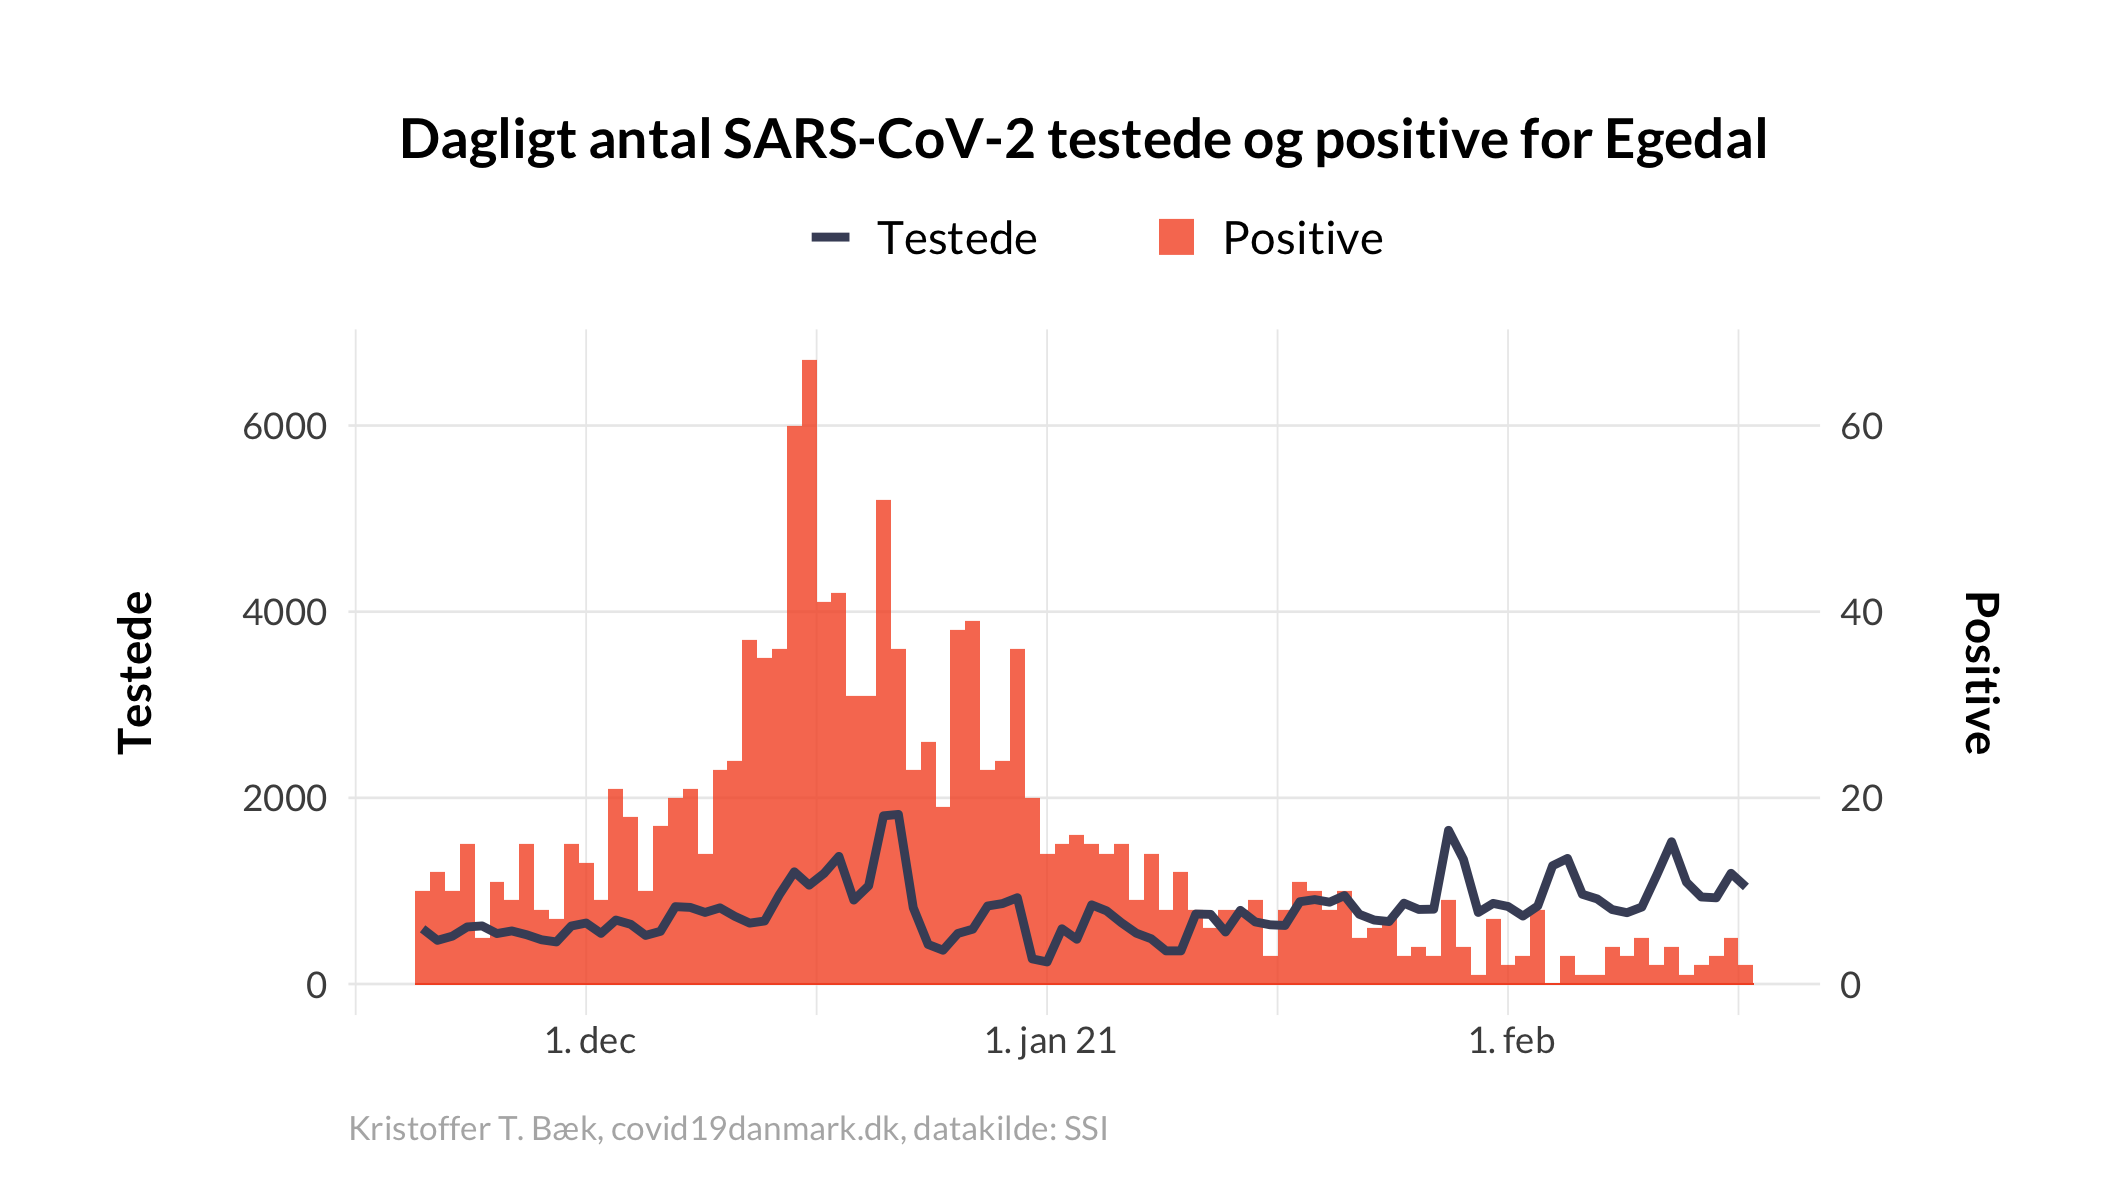 Dagligt antal SARS-CoV-2 testede og positive for Egedal
Testede
Positive
6000
4000
2000
0
Testede
60
40
20
0
Positive
1. dec
1. jan 21
1. feb
Kristoffer T. Bæk, covid19danmark.dk, datakilde: SSI